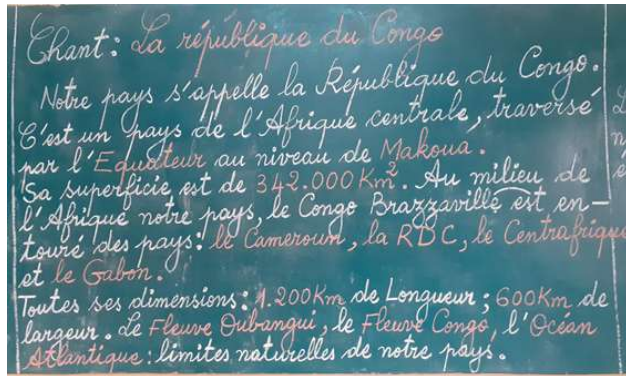 Chant: La république du Congo
Notre pays s'appelle la République du Congo.
C'est un pays de l'Afrique centrale, traversé
par l'Equateur au niveau de Makoua.
Sa superficie est de 342.000 Km². Au milieu de
l'Afrique notre pays, le Congo Brazzaville est en-
touré des pays: le Cameroun, la RDC, le Centrafrique
et le Gabon.
Toutes ses dimensions: 1.200Km de Longueur; 600Km de
largeur. Le Fleuve Oubangui, le Fleuve Congo, l'Océan
Atlantique: limites naturelles de notre pays.